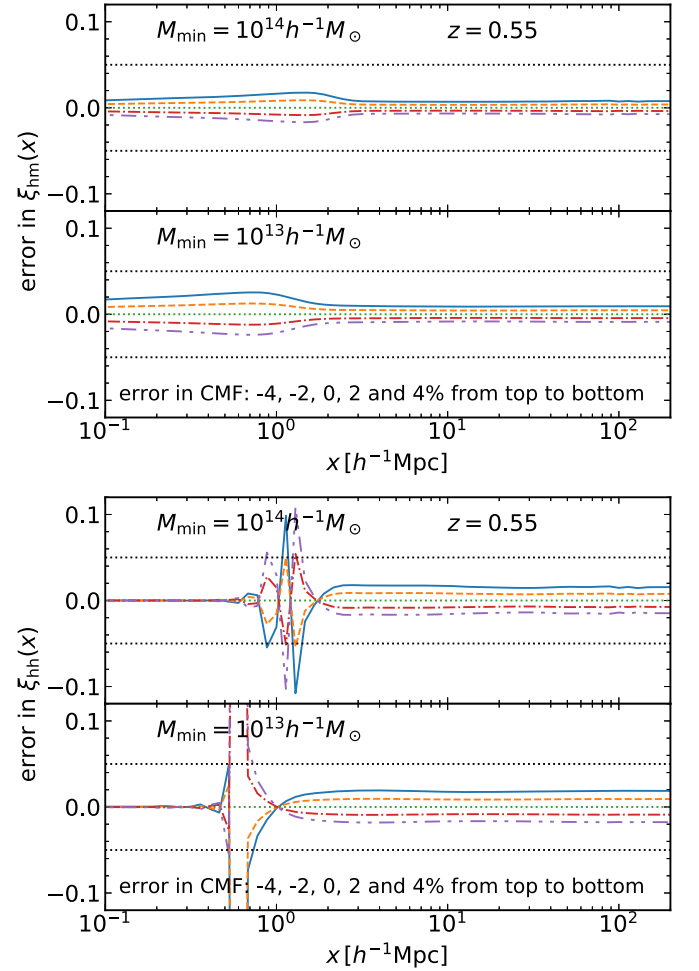 0.1
M_min = 10^14 h^−1 M_⊙ z = 0.55
0.0
−0.1
error in ξ_hm(x)
0.1
M_min = 10^13 h^−1 M_⊙
0.0
−0.1
error in CMF: -4, -2, 0, 2 and 4% from top to bottom
10^−1 10^0 10^1 10^2
x [h^−1 Mpc]
0.1
M_min = 10^14 h^−1 M_⊙ z = 0.55
0.0
−0.1
error in ξ_hh(x)
0.1
M_min = 10^13 h^−1 M_⊙
0.0
−0.1
error in CMF: -4, -2, 0, 2 and 4% from top to bottom
10^−1 10^0 10^1 10^2
x [h^−1 Mpc]